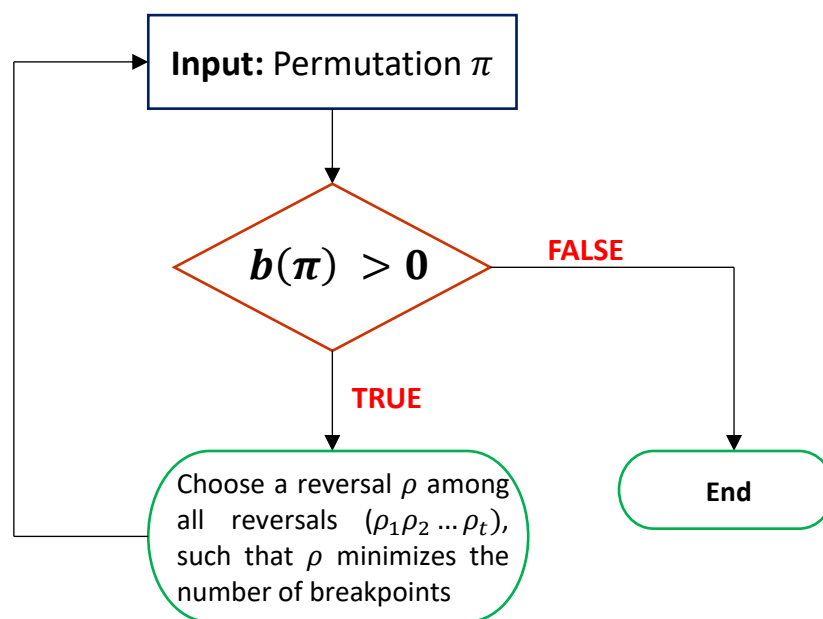 Input: Permutation 𝜋
𝒃(𝝅) > 𝟎
FALSE
TRUE
Choose a reversal 𝜌 among
all reversals (𝜌₁𝜌₂ … 𝜌ₜ),
such that 𝜌 minimizes the
number of breakpoints
End